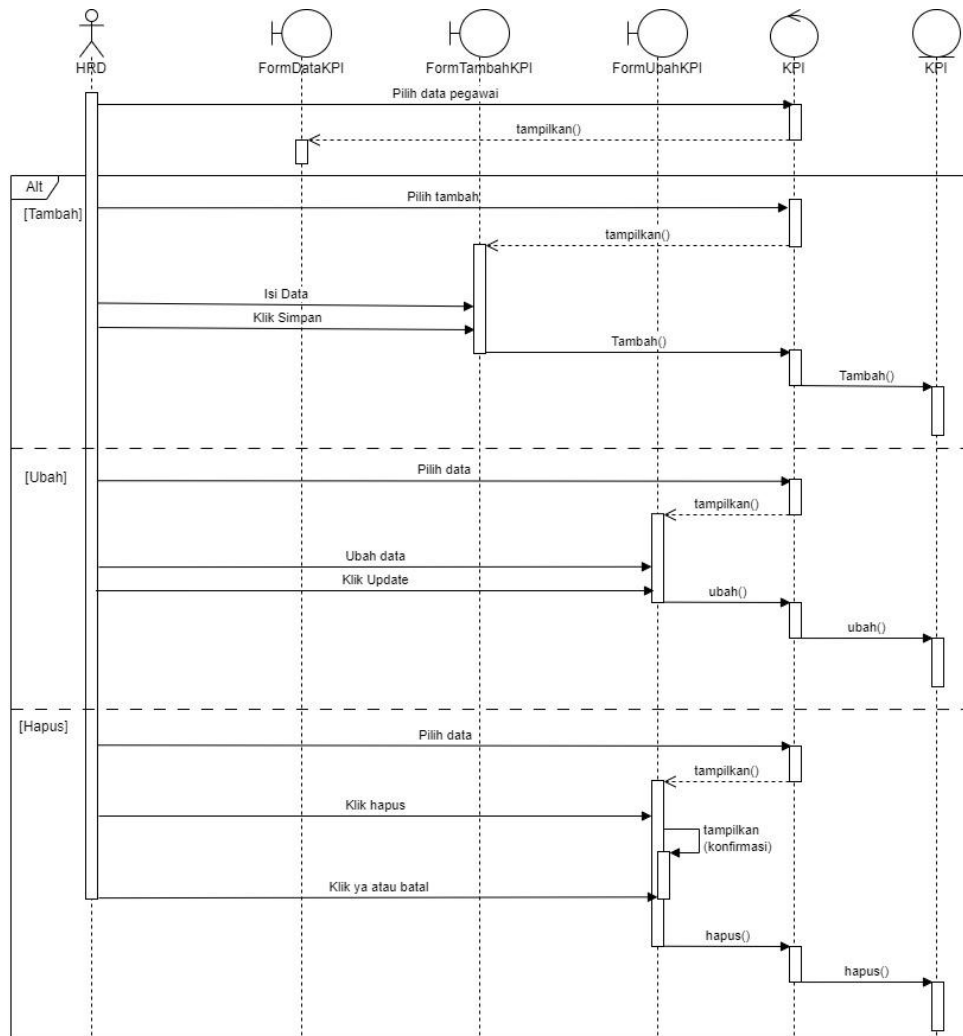 HRD
FormDataKPI
FormTambahKPI
FormUbahKPI
KPI
KPI
Pilih data pegawai
tampilkan()
Alt
[Tambah]
Pilih tambah
tampilkan()
Isi Data
Klik Simpan
Tambah()
Tambah()
[Ubah]
Pilih data
tampilkan()
Ubah data
Klik Update
ubah()
ubah()
[Hapus]
Pilih data
tampilkan()
Klik hapus
tampilkan
(konfirmasi)
Klik ya atau batal
hapus()
hapus()